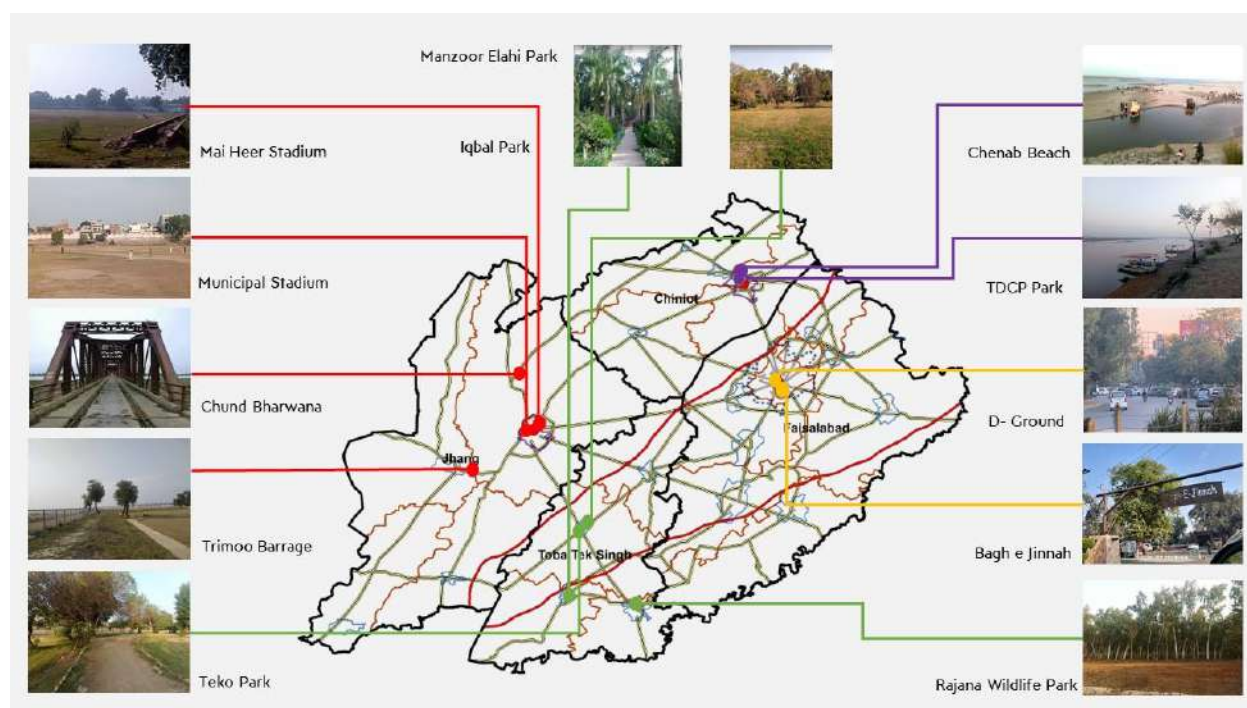 Manzoor Elahi Park
Mai Heer Stadium
Iqbal Park
Chenab Beach
Municipal Stadium
TDCP Park
Chiniot
Chund Bharwana
D- Ground
Faisalabad
Jhang
Trimoo Barrage
Toba Tek Singh
Bagh e Jinnah
E-Jinnah
Teko Park
Rajana Wildlife Park